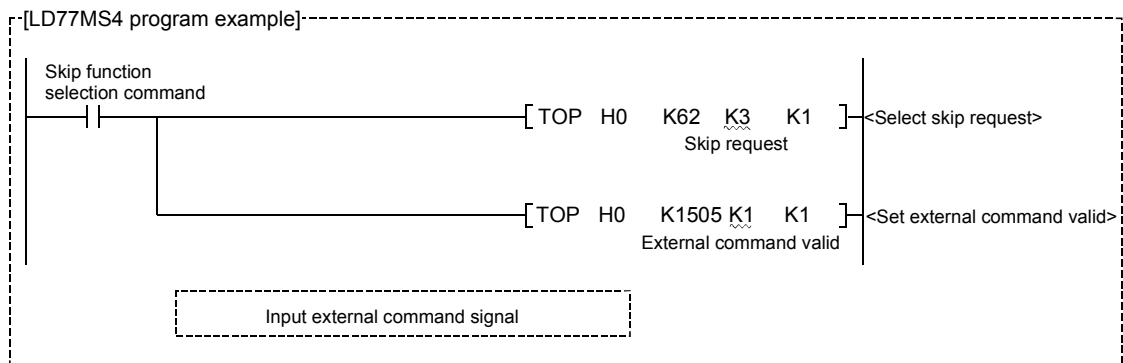 [LD77MS4 program example]
Skip function
selection command
[ TOP H0 K62 K3 K1 ] <Select skip request>
Skip request
[ TOP H0 K1505 K1 K1 ] <Set external command valid>
External command valid
Input external command signal